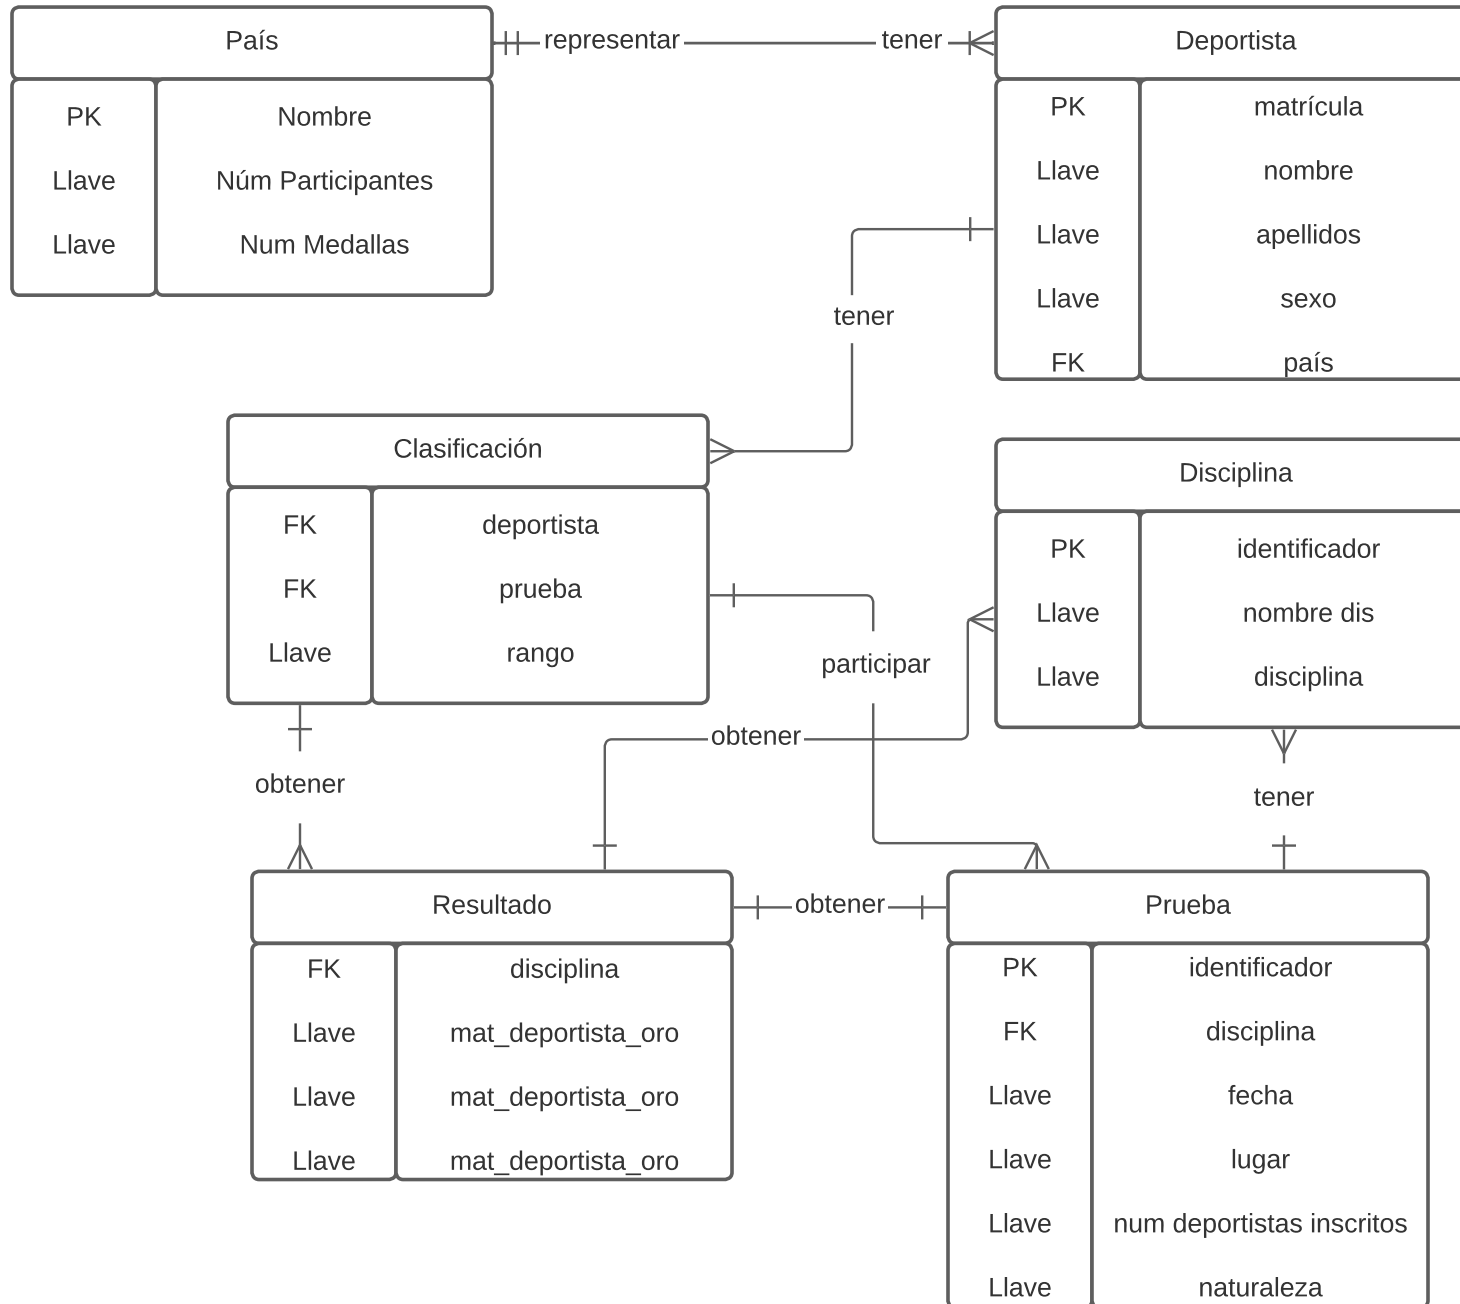 País
representar
tener
Deportista
PK Nombre
Llave Núm Participantes
Llave Num Medallas
PK matrícula
Llave nombre
Llave apellidos
Llave sexo
FK país
tener
Clasificación
FK deportista
FK prueba
Llave rango
Disciplina
PK identificador
Llave nombre dis
Llave disciplina
participar
obtener
obtener
tener
Resultado
obtener
Prueba
FK disciplina
Llave mat_deportista_oro
Llave mat_deportista_oro
Llave mat_deportista_oro
PK identificador
FK disciplina
Llave fecha
Llave lugar
Llave num deportistas inscritos
Llave naturaleza